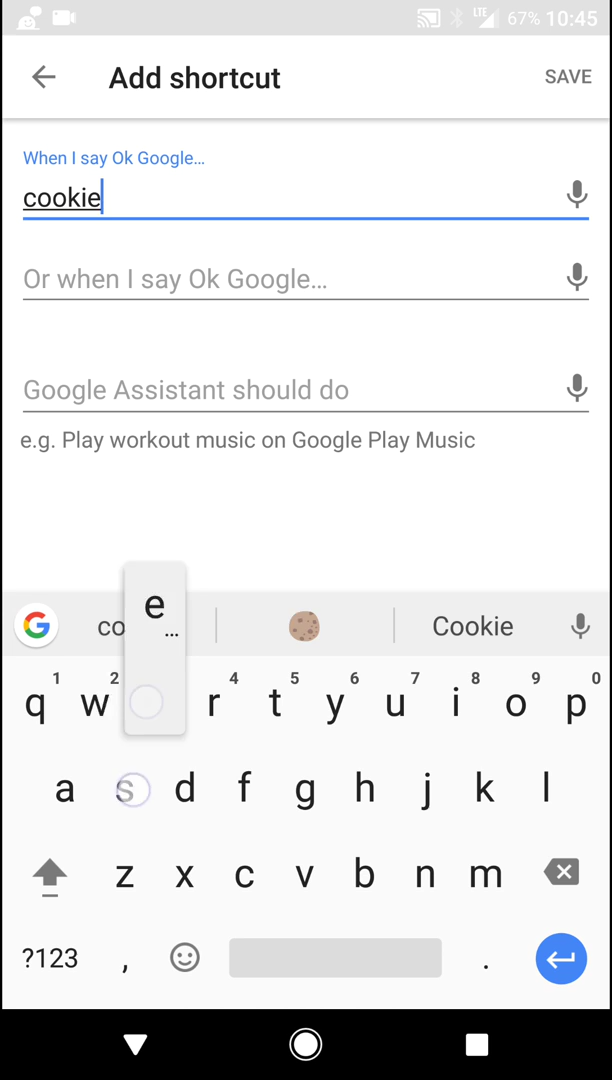 LTE 67% 10:45
Add shortcut SAVE
When I say Ok Google...
cookie
Or when I say Ok Google...
Google Assistant should do
e.g. Play workout music on Google Play Music
e
...
G co Cookie
1 2 4 5 6 7 8 9 0
q w r t y u i o p
a s d f g h j k l
z x c v b n m
?123 , .